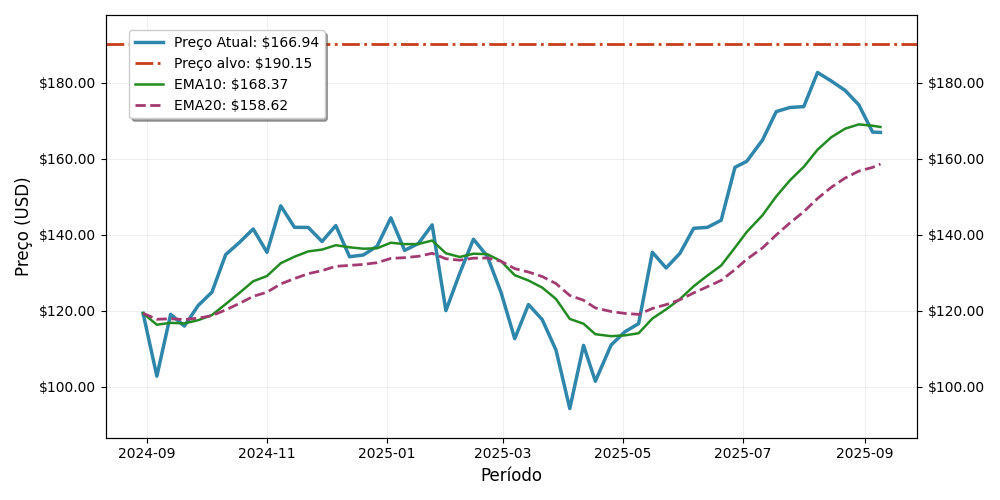 Preço Atual: $166.94
Preço alvo: $190.15
EMA10: $168.37
EMA20: $158.62
Preço (USD)
$180.00
$160.00
$140.00
$120.00
$100.00
$180.00
$160.00
$140.00
$120.00
$100.00
2024-09 2024-11 2025-01 2025-03 2025-05 2025-07 2025-09
Período